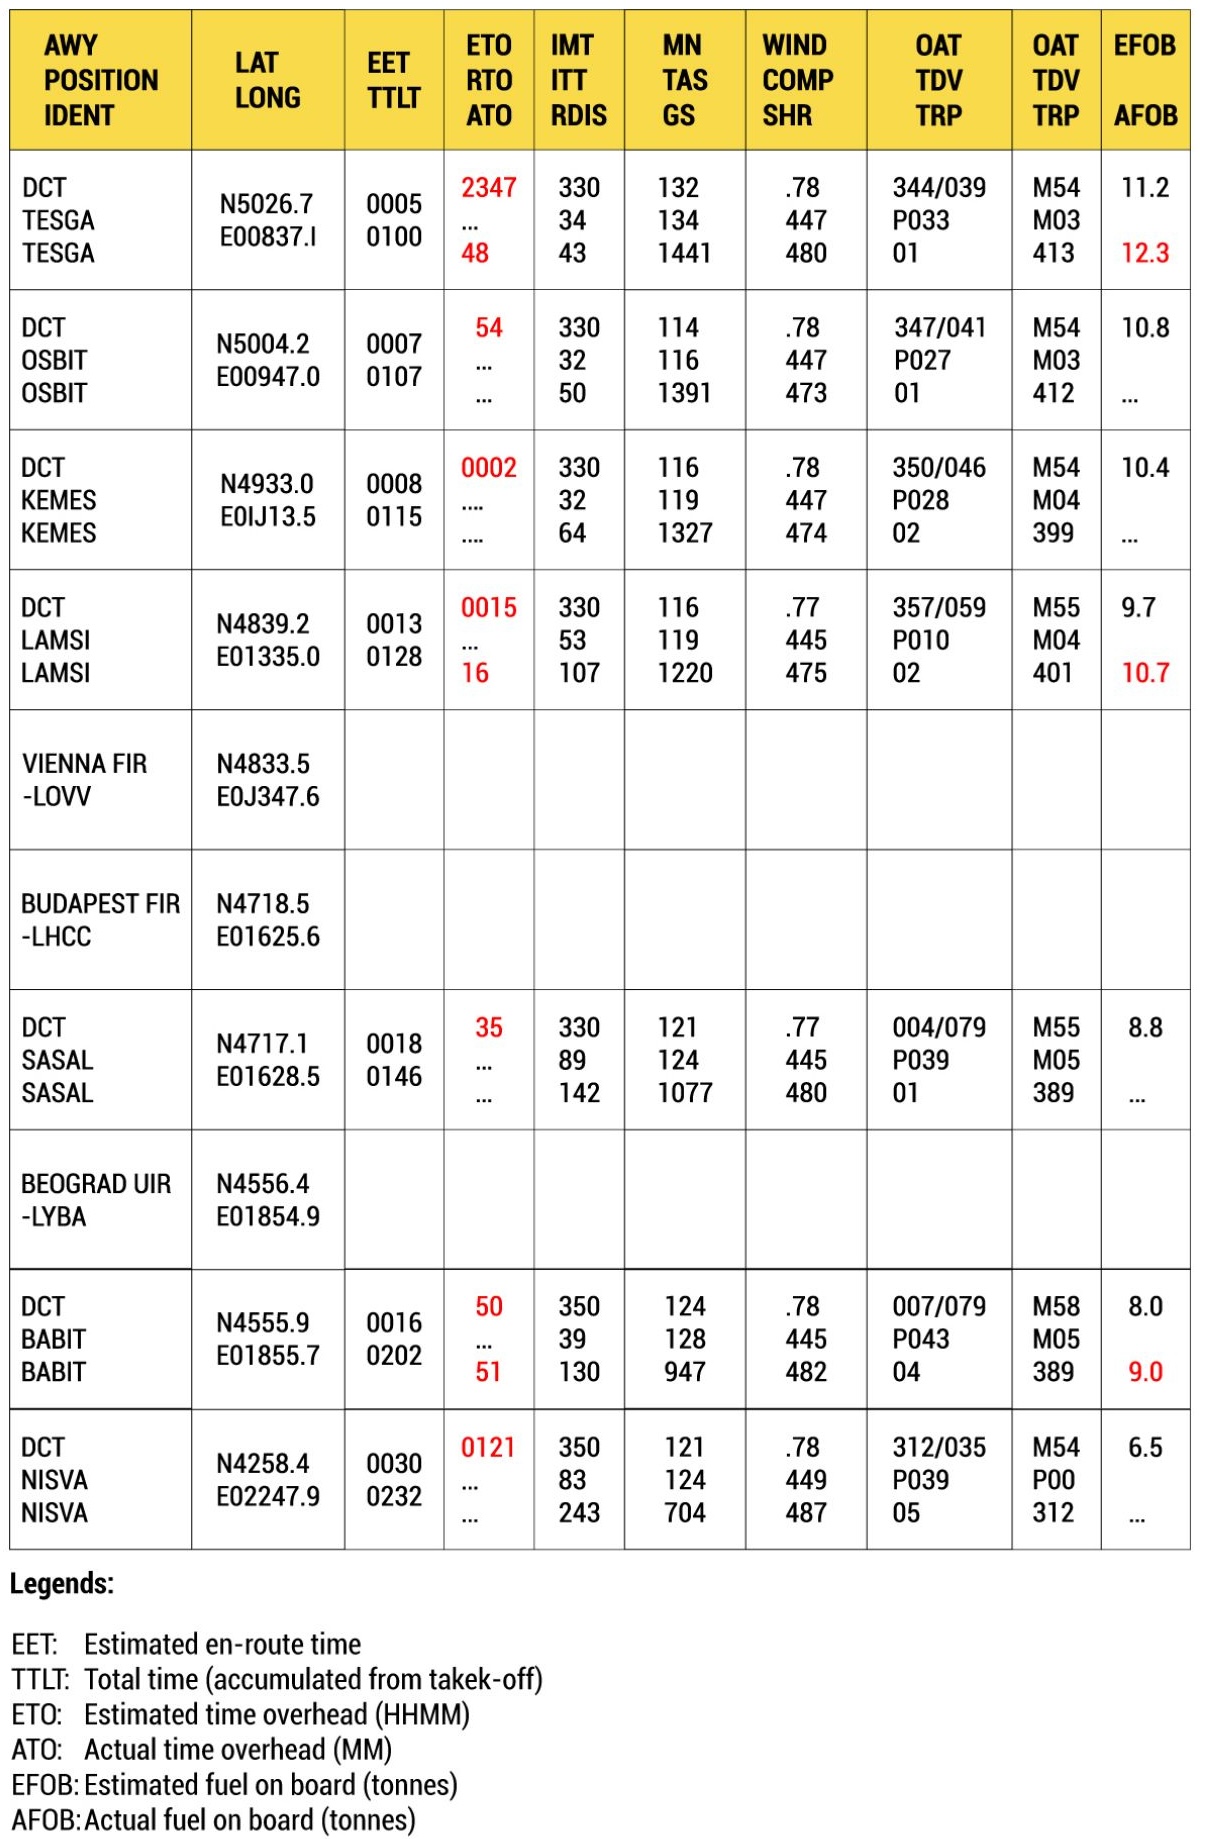 AWY POSITION IDENT LAT LONG EET TTLT ETO RTO ATO IMT ITT RDIS MN TAS GS WIND COMP SHR OAT TDV TRP OAT TDV TRP EFOB AFOB
DCT 2347 330 132 .78 344/039 M54 11.2
N5026.7 0005
TESGA ... 34 134 447 P033 M03
E00837.I 0100
TESGA 48 43 1441 480 01 413 12.3
DCT 54 330 114 .78 347/041 M54 10.8
N5004.2 0007
OSBIT ... 32 116 447 P027 M03
E00947.0 0107
OSBIT ... 50 1391 473 01 412 ...
DCT 0002 330 116 .78 350/046 M54 10.4
N4933.0 0008
KEMES .... 32 119 447 P028 M04
E0IJ13.5 0115
KEMES .... 64 1327 474 02 399 ...
DCT 0015 330 116 .77 357/059 M55 9.7
N4839.2 0013
LAMSI ... 53 119 445 P010 M04
E01335.0 0128
LAMSI 16 107 1220 475 02 401 10.7
VIENNA FIR N4833.5
-LOVV E0J347.6
BUDAPEST FIR N4718.5
-LHCC E01625.6
DCT 35 330 121 .77 004/079 M55 8.8
N4717.1 0018
SASAL ... 89 124 445 P039 M05
E01628.5 0146
SASAL ... 142 1077 480 01 389 ...
BEOGRAD UIR N4556.4
-LYBA E01854.9
DCT 50 350 124 .78 007/079 M58 8.0
N4555.9 0016
BABIT ... 39 128 445 P043 M05
E01855.7 0202
BABIT 51 130 947 482 04 389 9.0
DCT 0121 350 121 .78 312/035 M54 6.5
N4258.4 0030
NISVA ... 83 124 449 P039 P00
E02247.9 0232
NISVA ... 243 704 487 05 312 ...
Legends:
EET: Estimated en-route time
TTLT: Total time (accumulated from takek-off)
ETO: Estimated time overhead (HHMM)
ATO: Actual time overhead (MM)
EFOB: Estimated fuel on board (tonnes)
AFOB: Actual fuel on board (tonnes)